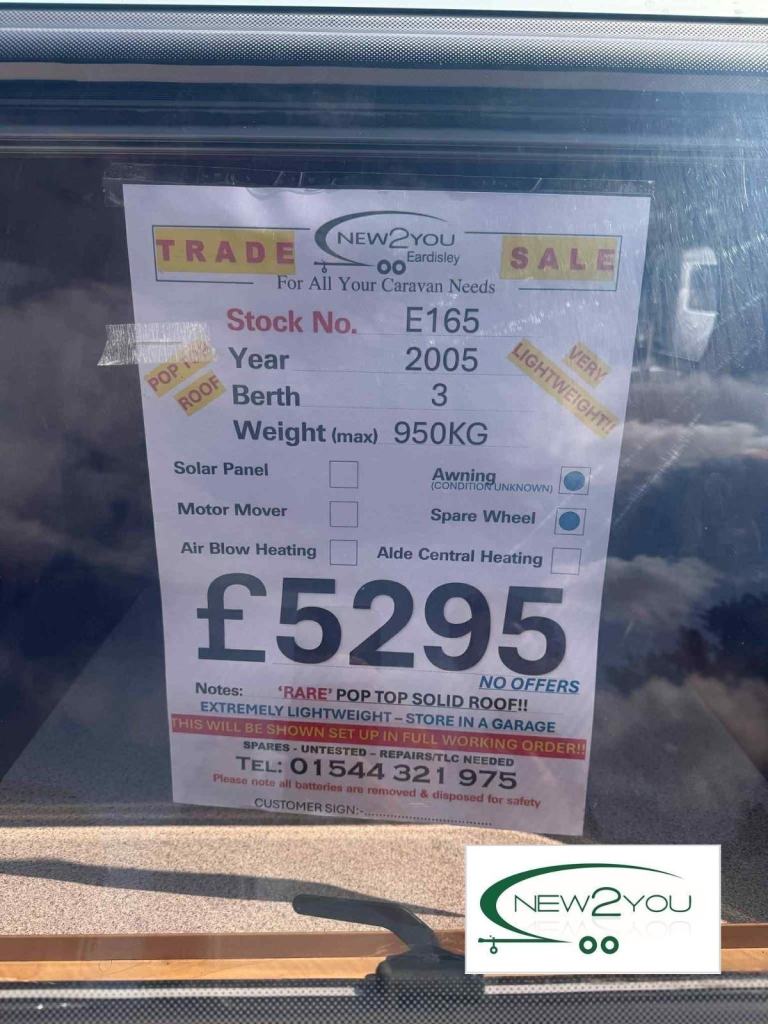 TRADE NEW2YOU SALE
Eardisley
For All Your Caravan Needs
Stock No. E165
Year 2005
POP TOP ROOF
VERY LIGHTWEIGHT!!
Berth 3
Weight (max) 950KG
Solar Panel Awning
(CONDITION UNKNOWN)
Motor Mover Spare Wheel
Air Blow Heating Alde Central Heating
£5295
NO OFFERS
Notes: ‘RARE’ POP TOP SOLID ROOF!!
EXTREMELY LIGHTWEIGHT – STORE IN A GARAGE
THIS WILL BE SHOWN SET UP IN FULL WORKING ORDER!!
SPARES - UNTESTED – REPAIRS/TLC NEEDED
TEL: 01544 321 975
Please note all batteries are removed & disposed for safety
CUSTOMER SIGN:-......................................
NEW2YOU